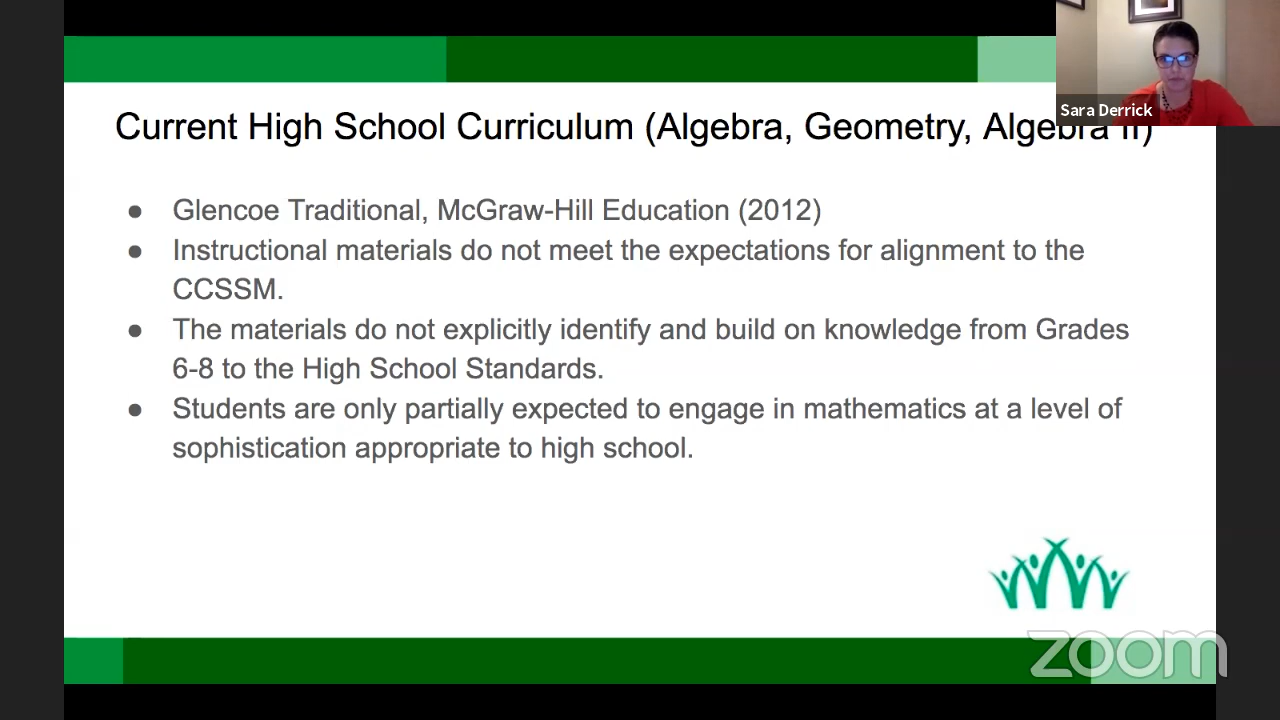 Sara Derrick
Current High School Curriculum (Algebra, Geometry, Algebra II)
● Glencoe Traditional, McGraw-Hill Education (2012)
● Instructional materials do not meet the expectations for alignment to the
CCSSM.
● The materials do not explicitly identify and build on knowledge from Grades
6-8 to the High School Standards.
● Students are only partially expected to engage in mathematics at a level of
sophistication appropriate to high school.
zoom